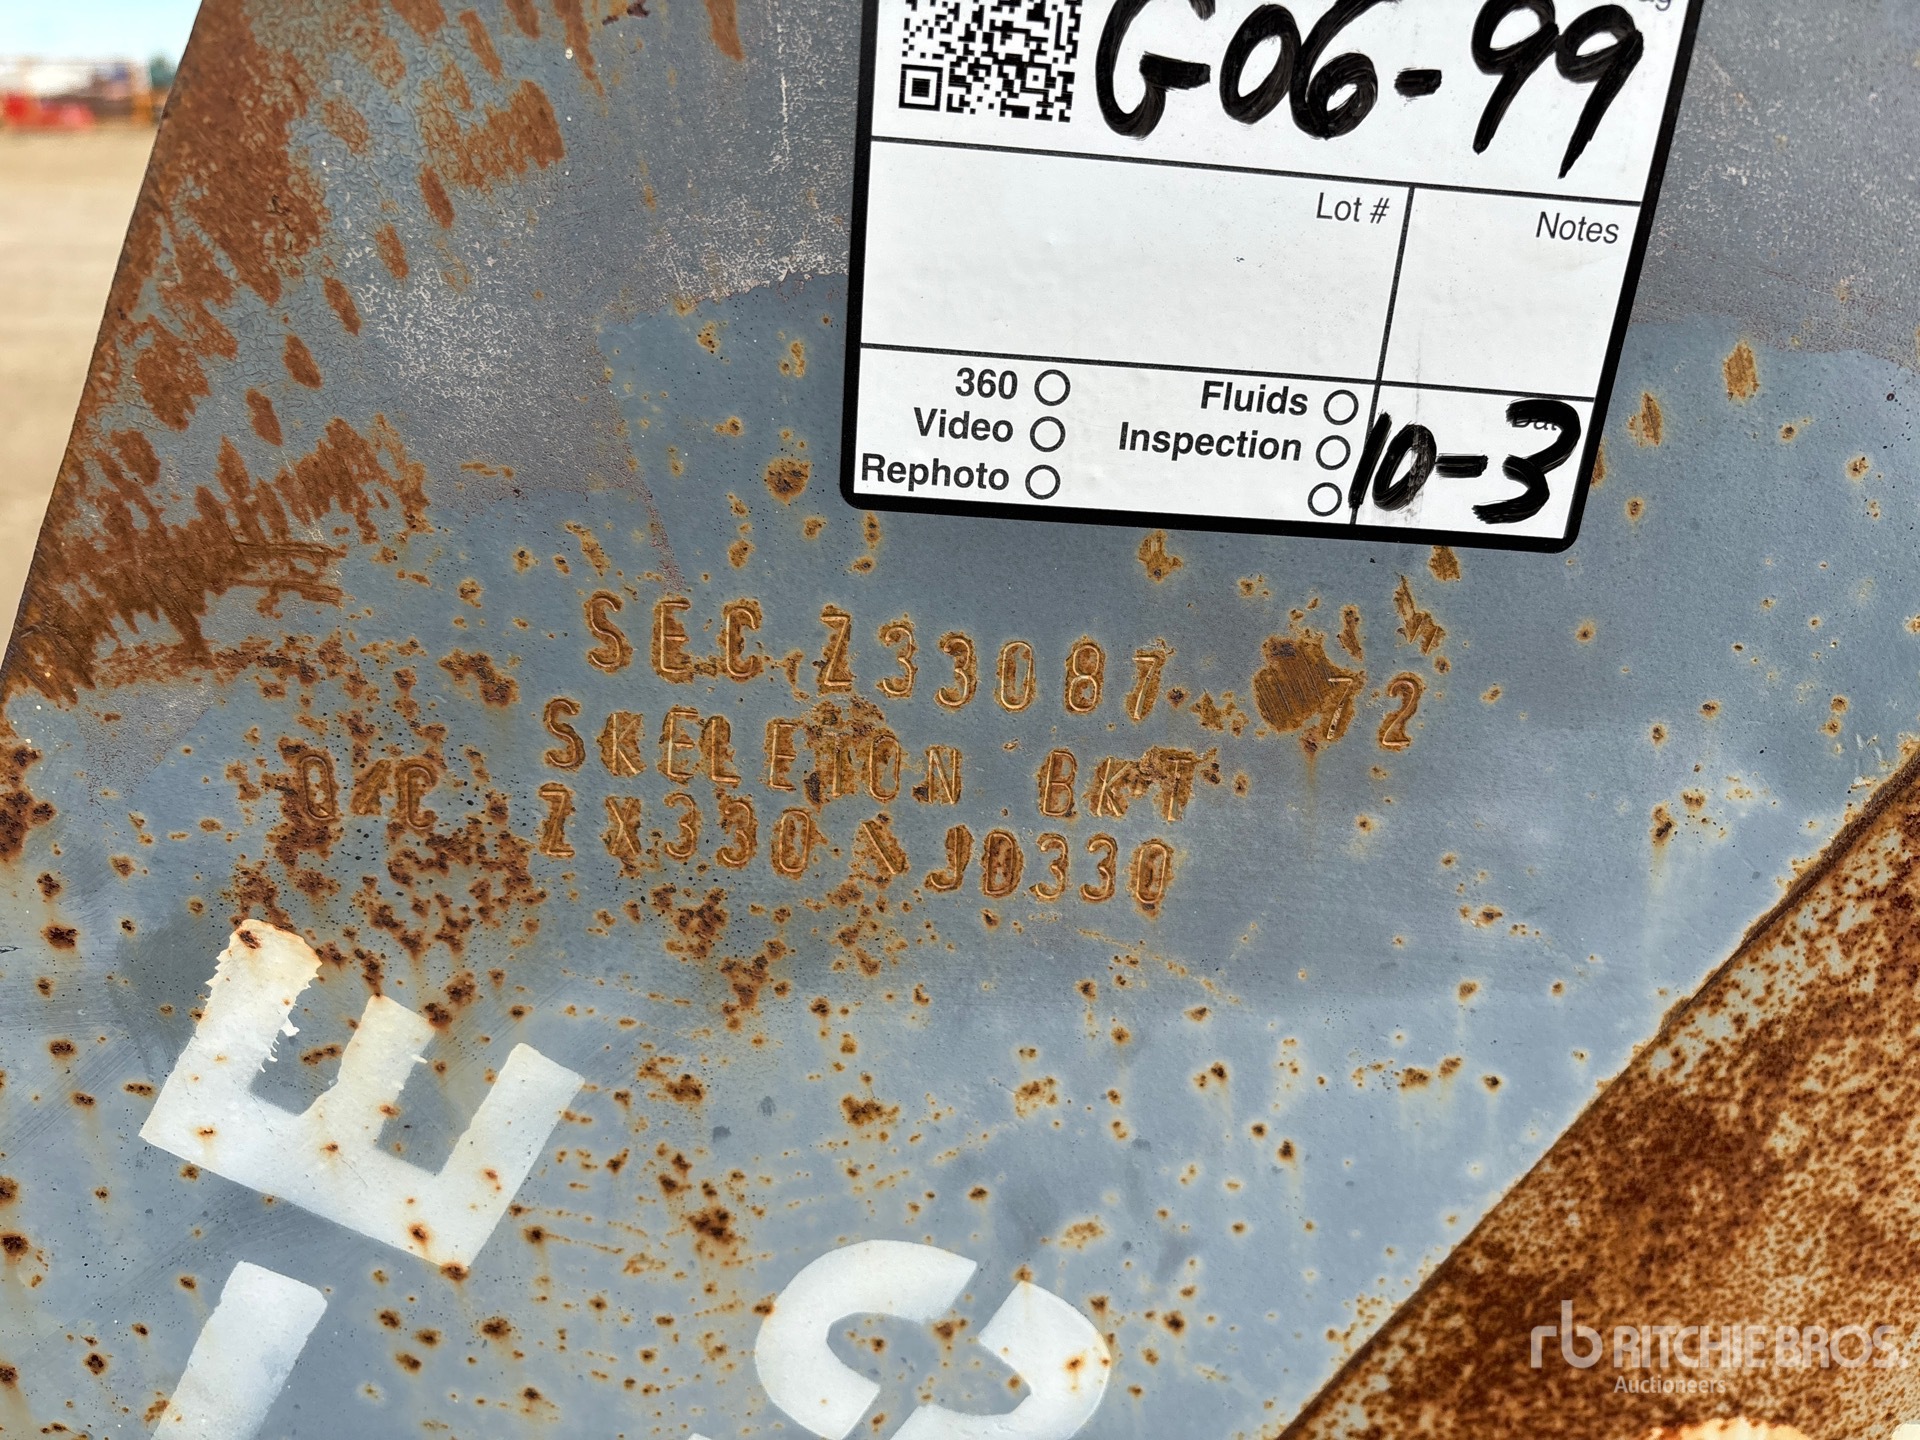 G06-99
Lot #
Notes
360
Video
Rephoto
Fluids
Inspection
10-3
SEC Z33087 72
SKELETON BKT
Q/C ZX330 \ JD330
E
rb RITCHIE BROS.
Auctioneers